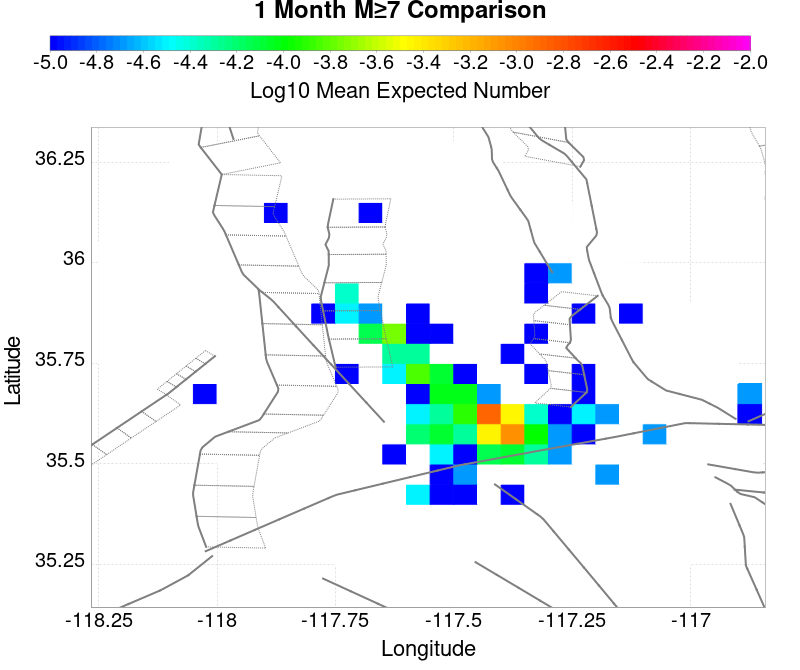 1 Month M≥7 Comparison
-5.0 -4.8 -4.6 -4.4 -4.2 -4.0 -3.8 -3.6 -3.4 -3.2 -3.0 -2.8 -2.6 -2.4 -2.2 -2.0
Log10 Mean Expected Number
36.25
36
35.75
35.5
35.25
Latitude
-118.25 -118 -117.75 -117.5 -117.25 -117
Longitude